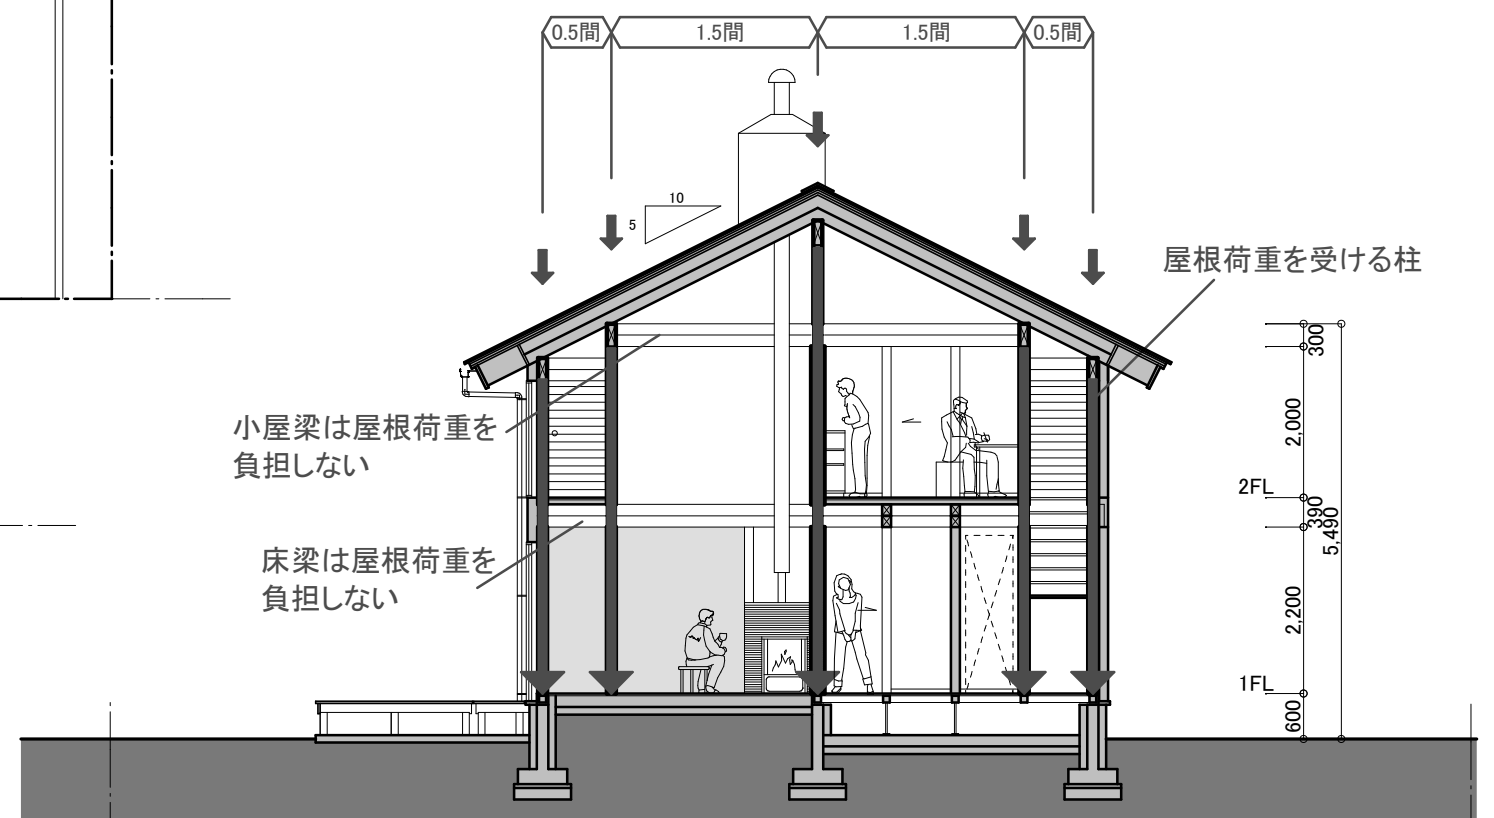 0.5間
1.5間
1.5間
0.5間
10
5
屋根荷重を受ける柱
小屋梁は屋根荷重を
負担しない
床梁は屋根荷重を
負担しない
300
2,000
2FL
390
5,490
2,200
1FL
600